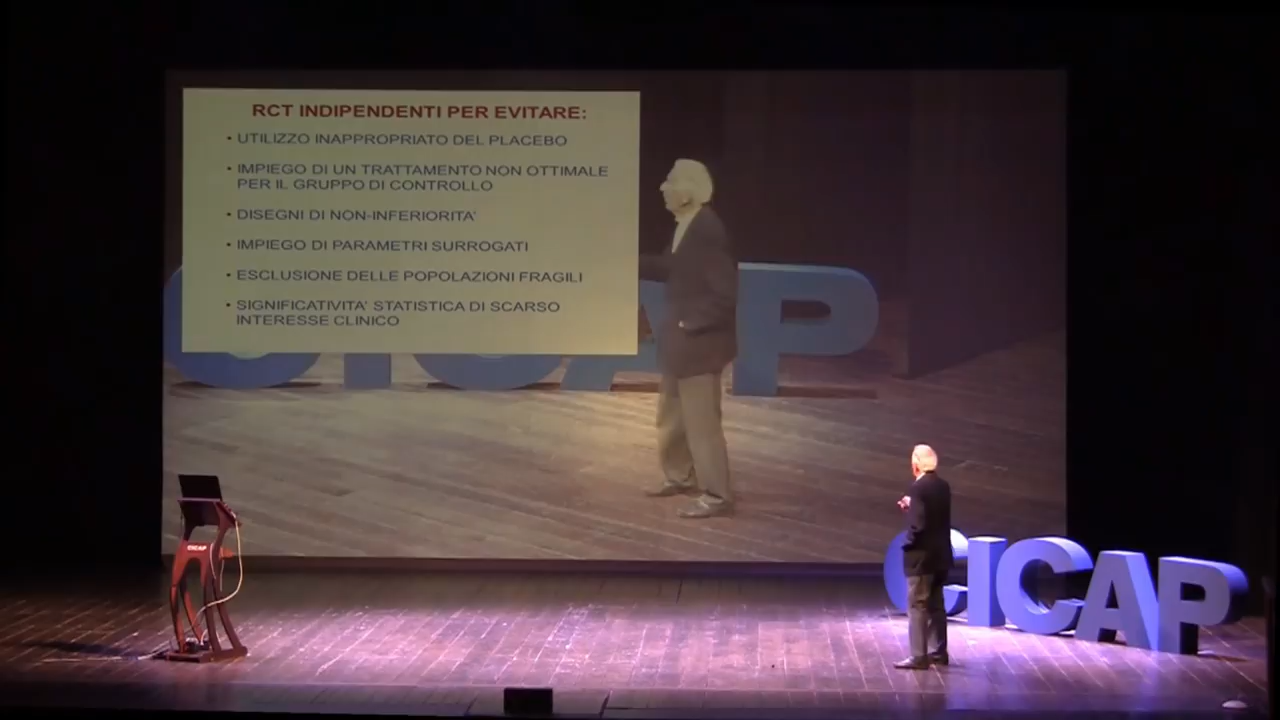 RCT INDIPENDENTI PER EVITARE:
• UTILIZZO INAPPROPRIATO DEL PLACEBO
• IMPIEGO DI UN TRATTAMENTO NON OTTIMALE
PER IL GRUPPO DI CONTROLLO
• DISEGNI DI NON-INFERIORITA'
• IMPIEGO DI PARAMETRI SURROGATI
• ESCLUSIONE DELLE POPOLAZIONI FRAGILI
• SIGNIFICATIVITA' STATISTICA DI SCARSO
INTERESSE CLINICO
CICAP
CICAP
CICAP